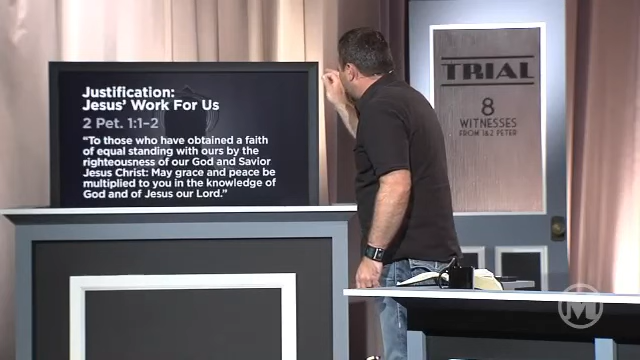 Justification:
Jesus' Work For Us
2 Pet. 1:1-2
"To those who have obtained a faith
of equal standing with ours by the
righteousness of our God and Savior
Jesus Christ: May grace and peace be
multiplied to you in the knowledge of
God and of Jesus our Lord."
TRIAL
8
WITNESSES
FROM 1&2 PETER
M